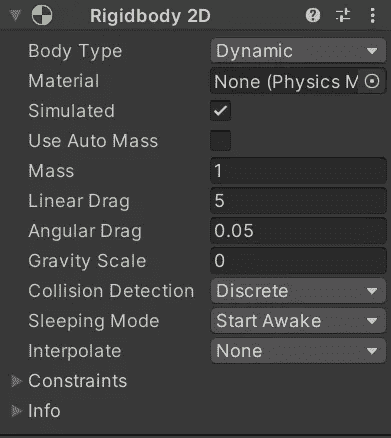 Rigidbody 2D
Body Type Dynamic
Material None (Physics M
Simulated
Use Auto Mass
Mass 1
Linear Drag 5
Angular Drag 0.05
Gravity Scale 0
Collision Detection Discrete
Sleeping Mode Start Awake
Interpolate None
Constraints
Info